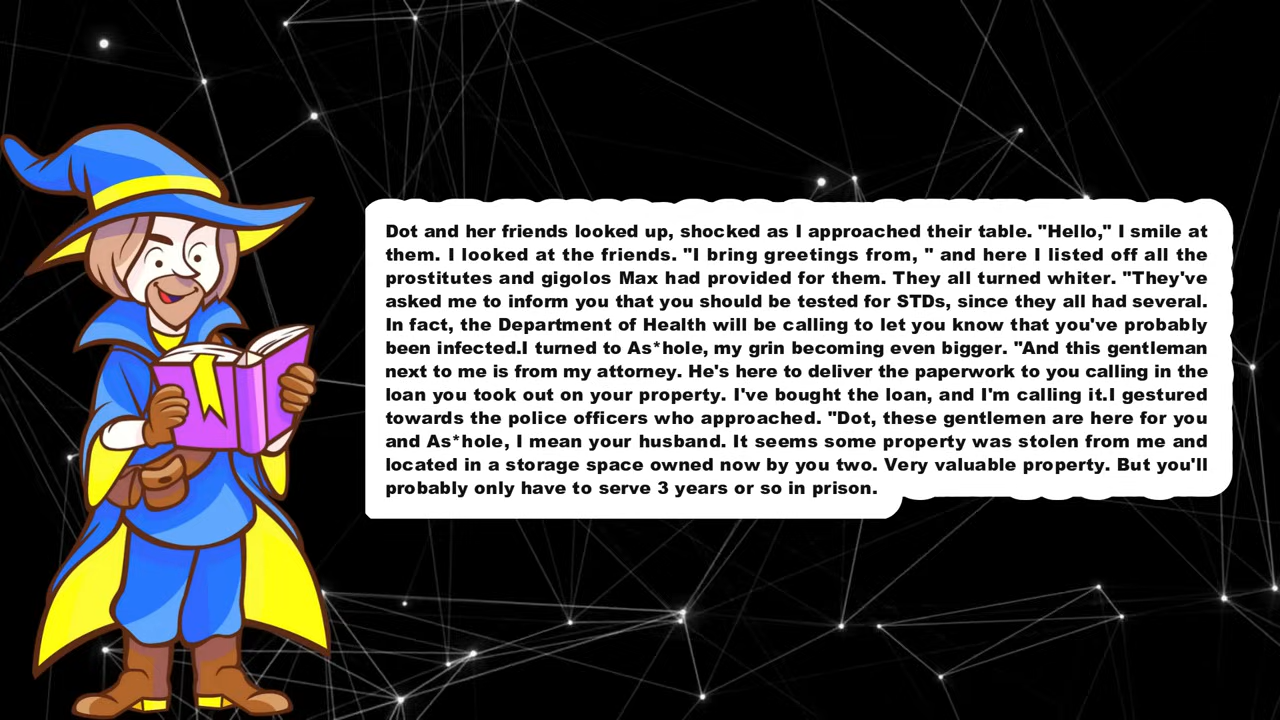 Dot and her friends looked up, shocked as I approached their table. "Hello," I smile at
them. I looked at the friends. "I bring greetings from, " and here I listed off all the
prostitutes and gigolos Max had provided for them. They all turned whiter. "They've
asked me to inform you that you should be tested for STDs, since they all had several.
In fact, the Department of Health will be calling to let you know that you've probably
been infected.I turned to As*hole, my grin becoming even bigger. "And this gentleman
next to me is from my attorney. He's here to deliver the paperwork to you calling in the
loan you took out on your property. I've bought the loan, and I'm calling it.I gestured
towards the police officers who approached. "Dot, these gentlemen are here for you
and As*hole, I mean your husband. It seems some property was stolen from me and
located in a storage space owned now by you two. Very valuable property. But you'll
probably only have to serve 3 years or so in prison.